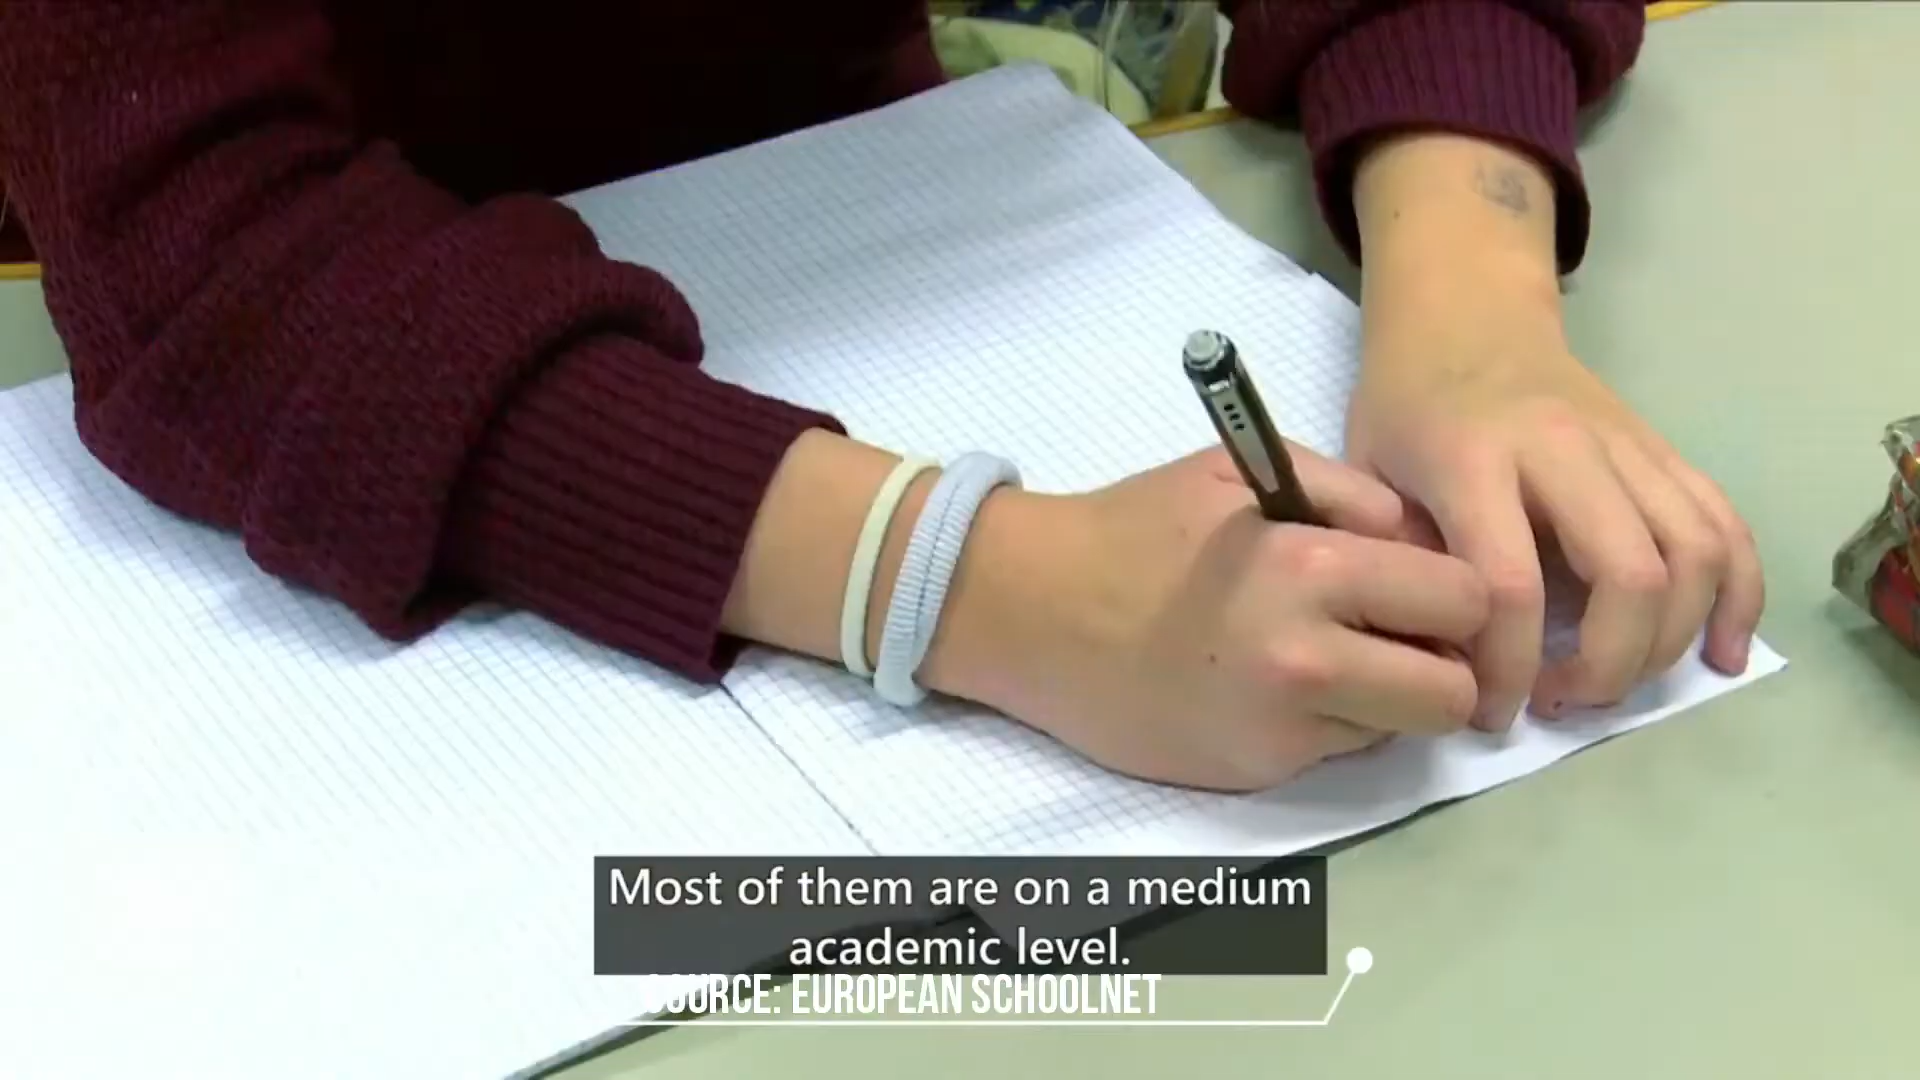 Most of them are on a medium
academic level.
SOURCE: EUROPEAN SCHOOLNET